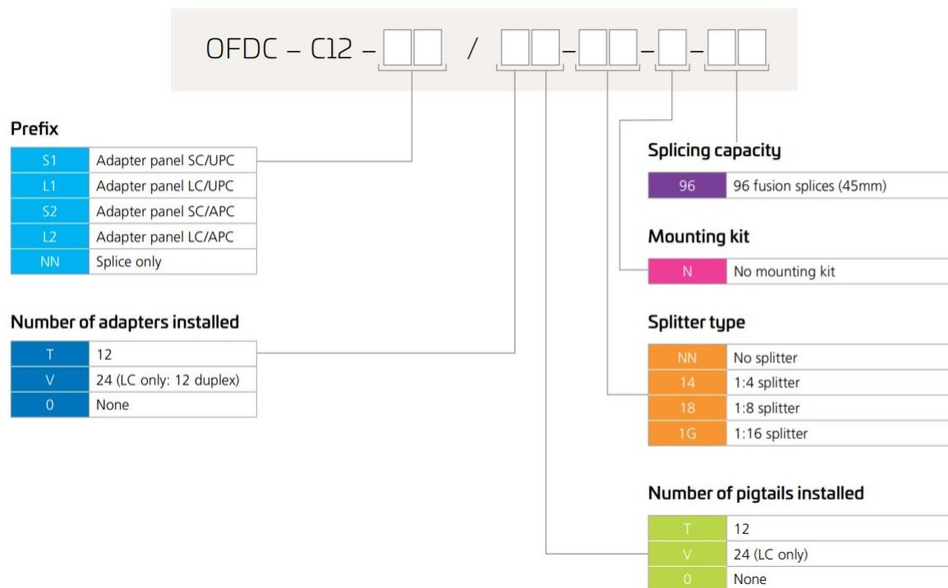 OFDC – C12 – / – – –
Prefix
S1 Adapter panel SC/UPC
L1 Adapter panel LC/UPC
S2 Adapter panel SC/APC
L2 Adapter panel LC/APC
NN Splice only
Number of adapters installed
T 12
V 24 (LC only: 12 duplex)
0 None
Splicing capacity
96 96 fusion splices (45mm)
Mounting kit
N No mounting kit
Splitter type
NN No splitter
14 1:4 splitter
18 1:8 splitter
1G 1:16 splitter
Number of pigtails installed
T 12
V 24 (LC only)
0 None